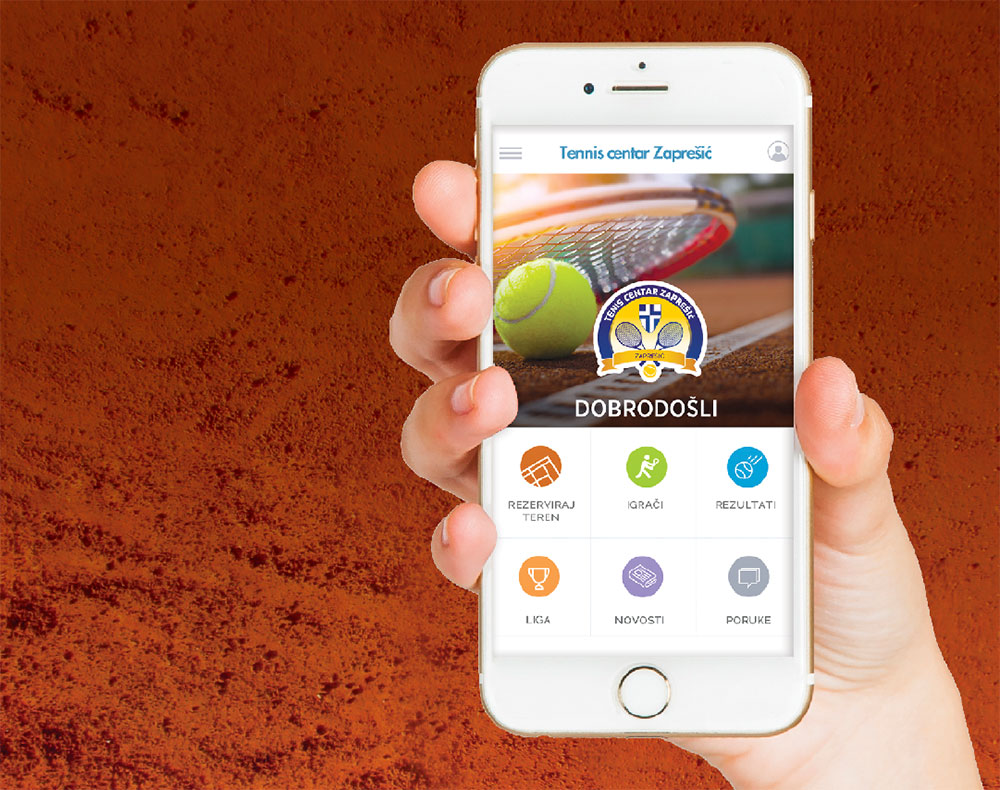 Tennis centar Zaprešić
TENIS CENTAR ZAPREŠIĆ
ZAPREŠIĆ
DOBRODOŠLI
REZERVIRAJ
TEREN
IGRAČI
REZULTATI
LIGA
NOVOSTI
PORUKE